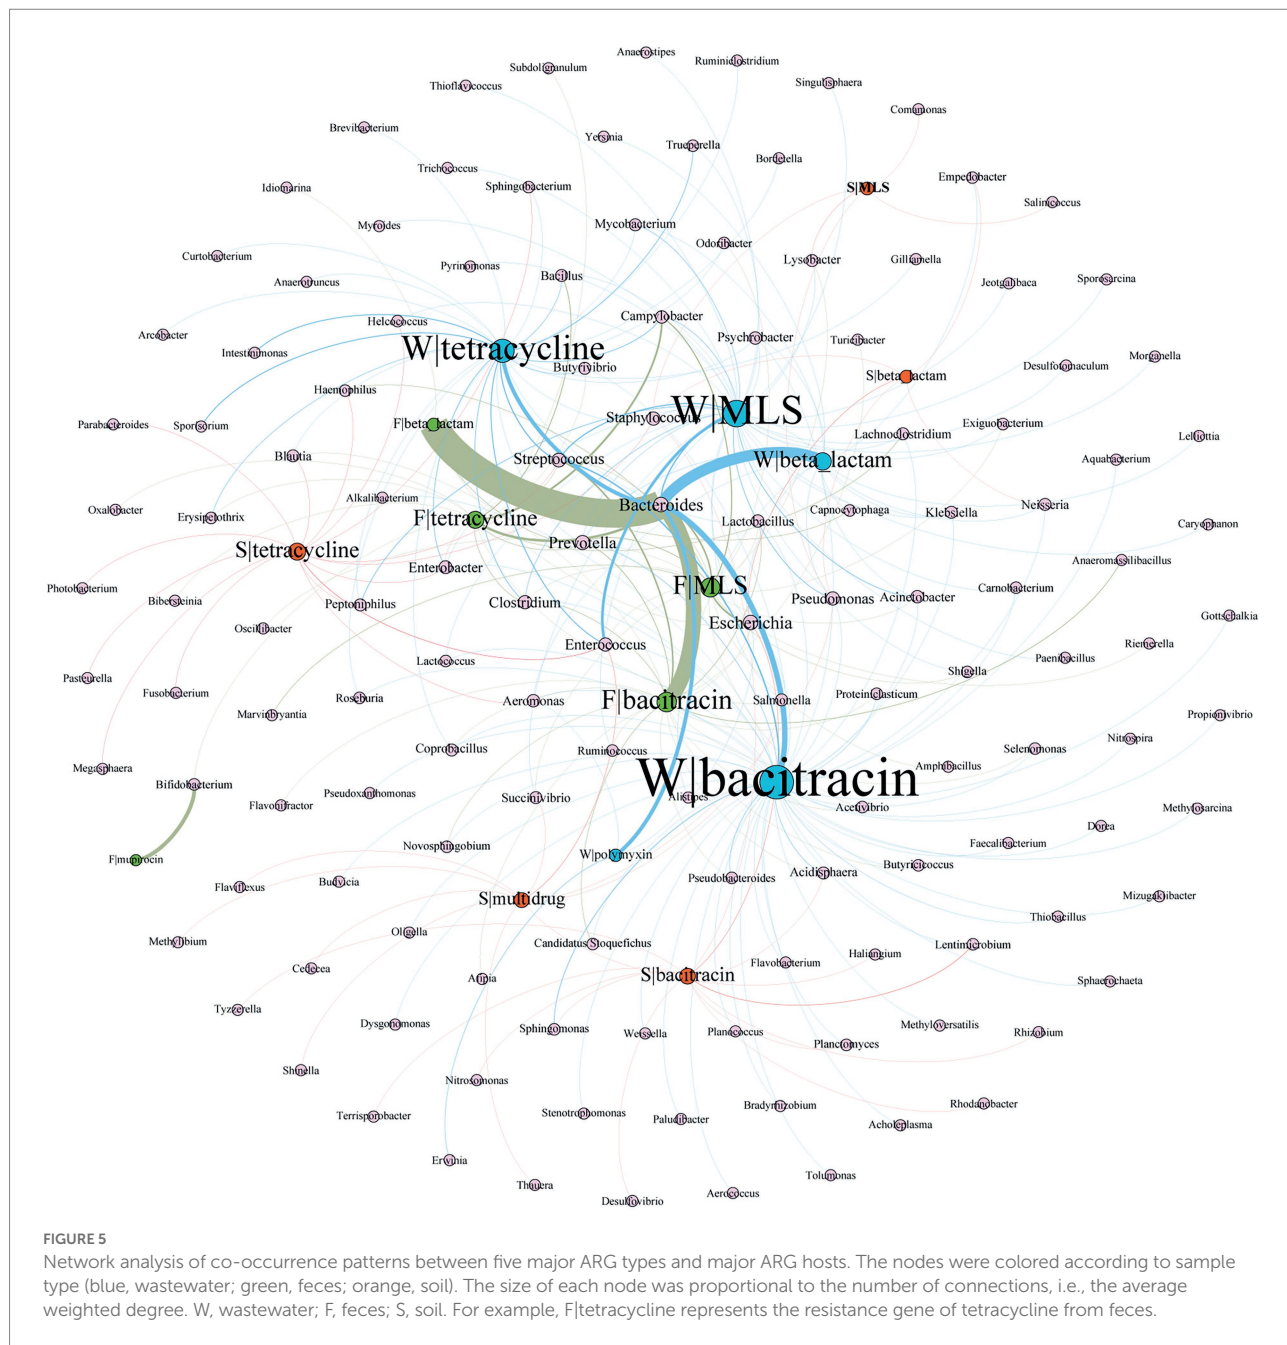 Anaerostipes
Ruminiclostridium
Subdoligranulum
Thioflavicoccus
Singulisphaera
Comamonas
Brevibacterium
Yersinia
Trueperella
Bordetella
Trichococcus
Sphingobacterium
Idiomarina
S|MLS
Empedobacter
Salinicoccus
Myroides
Mycobacterium
Odoribacter
Curtobacterium
Pyrinomonas
Bacillus
Lysobacter
Gilliamella
Anaerotruncus
Jeotgalibaca
Sporosarcina
Helcococcus
Campylobacter
Arcobacter
Intestinimonas
W|tetracycline
Psychrobacter
Turicibacter
Butyrivibrio
Desulfotomaculum
Morganella
Haemophilus
S|beta_lactam
Parabacteroides
Sporosorium
F|beta_lactam
Staphylococcus
W|MLS
Lachnoclostridium
Exiguobacterium
Lelliottia
Blautia
Streptococcus
W|beta_lactam
Aquabacterium
Alkalibacterium
Bacteroides
Oxalobacter
Erysipelothrix
F|tetracycline
Lactobacillus
Capnocytophaga
Klebsiella
Neisseria
Caryophanon
S|tetracycline
Prevotella
Enterobacter
Anaeromassilibacillus
Photobacterium
Bibersteinia
Peptoniphilus
Clostridium
F|MLS
Pseudomonas
Acinetobacter
Carnobacterium
Oscillibacter
Escherichia
Gottschalkia
Enterococcus
Riemerella
Lactococcus
Paenibacillus
Pasteurella
Fusobacterium
Roseburia
Aeromonas
F|bacitracin
Salmonella
Proteiniclasticum
Shigella
Marvinbryantia
Propionivibrio
Coprobacillus
Ruminococcus
Selenomonas
Nitrospira
Megasphaera
Bifidobacterium
W|bacitracin
Amphibacillus
Flavonifractor
Pseudoxanthomonas
Succinivibrio
Alistipes
Acetivibrio
Methylosarcina
Dorea
Novosphingobium
Faecalibacterium
F|mupirocin
W|polymyxin
Butyricicoccus
Flaviflexus
Budvicia
Pseudobacteroides
Acidisphaera
Mizugakiibacter
S|multidrug
Thiobacillus
Methylibium
Oligella
Candidatus Stoquefichus
Lentimicrobium
Cedecea
Afipia
S|bacitracin
Flavobacterium
Haliangium
Sphaerochaeta
Tyzzerella
Dysgonomonas
Sphingomonas
Weissella
Planococcus
Methyloversatilis
Rhizobium
Planctomyces
Shinella
Nitrosomonas
Terrisporobacter
Stenotrophomonas
Paludibacter
Bradyrhizobium
Rhodanobacter
Acholeplasma
Erwinia
Thauera
Desulfovibrio
Aerococcus
Tolumonas
FIGURE 5
Network analysis of co-occurrence patterns between five major ARG types and major ARG hosts. The nodes were colored according to sample
type (blue, wastewater; green, feces; orange, soil). The size of each node was proportional to the number of connections, i.e., the average
weighted degree. W, wastewater; F, feces; S, soil. For example, F|tetracycline represents the resistance gene of tetracycline from feces.